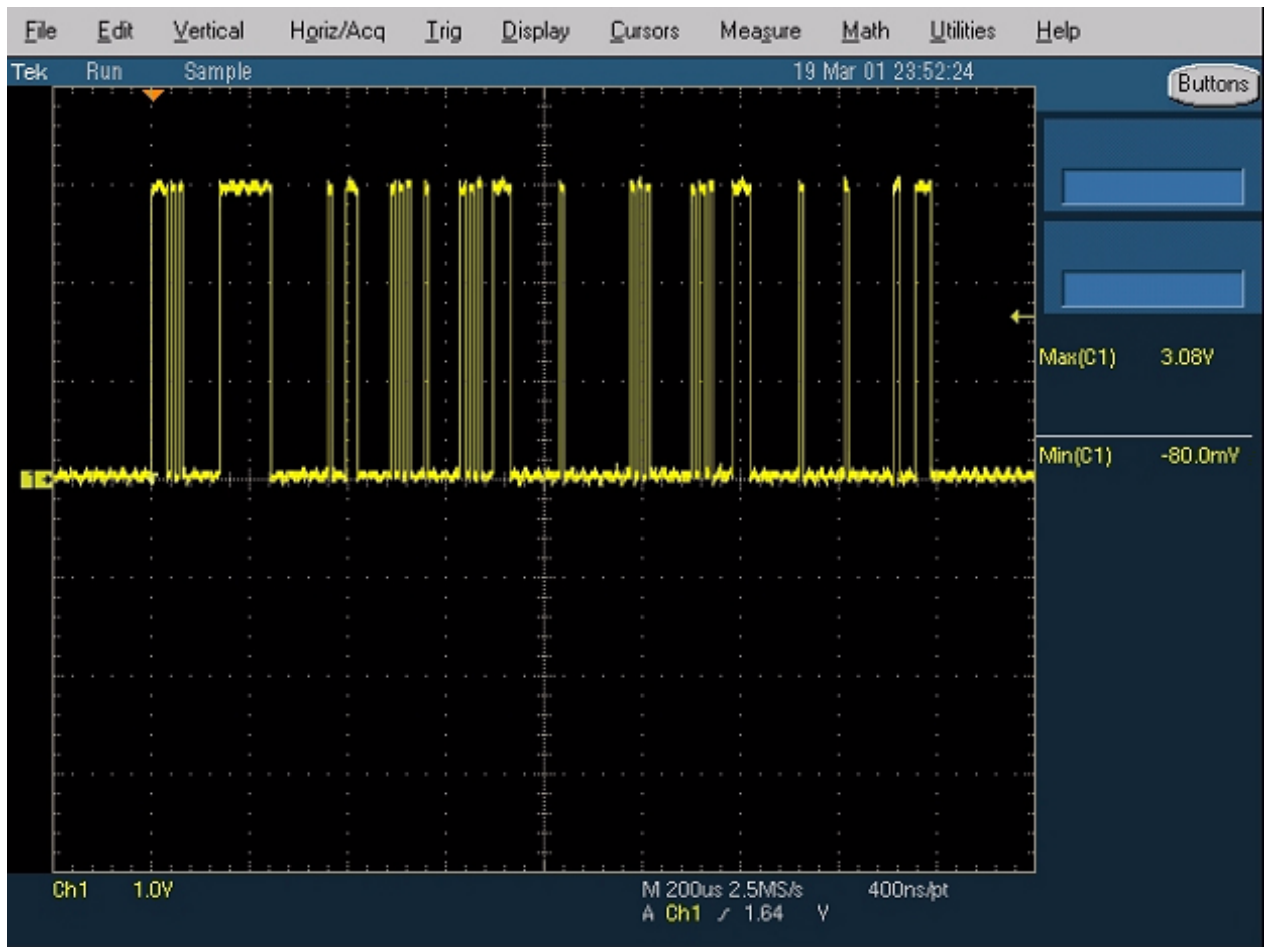 File Edit Vertical Horiz/Acq Trig Display Cursors Measure Math Utilities Help
Tek Run Sample 19 Mar 01 23:52:24
Buttons
Max(C1) 3.08V
1
Min(C1) -80.0mV
Ch1 1.0V M 200us 2.5MS/s 400ns/pt
A Ch1 / 1.64 V